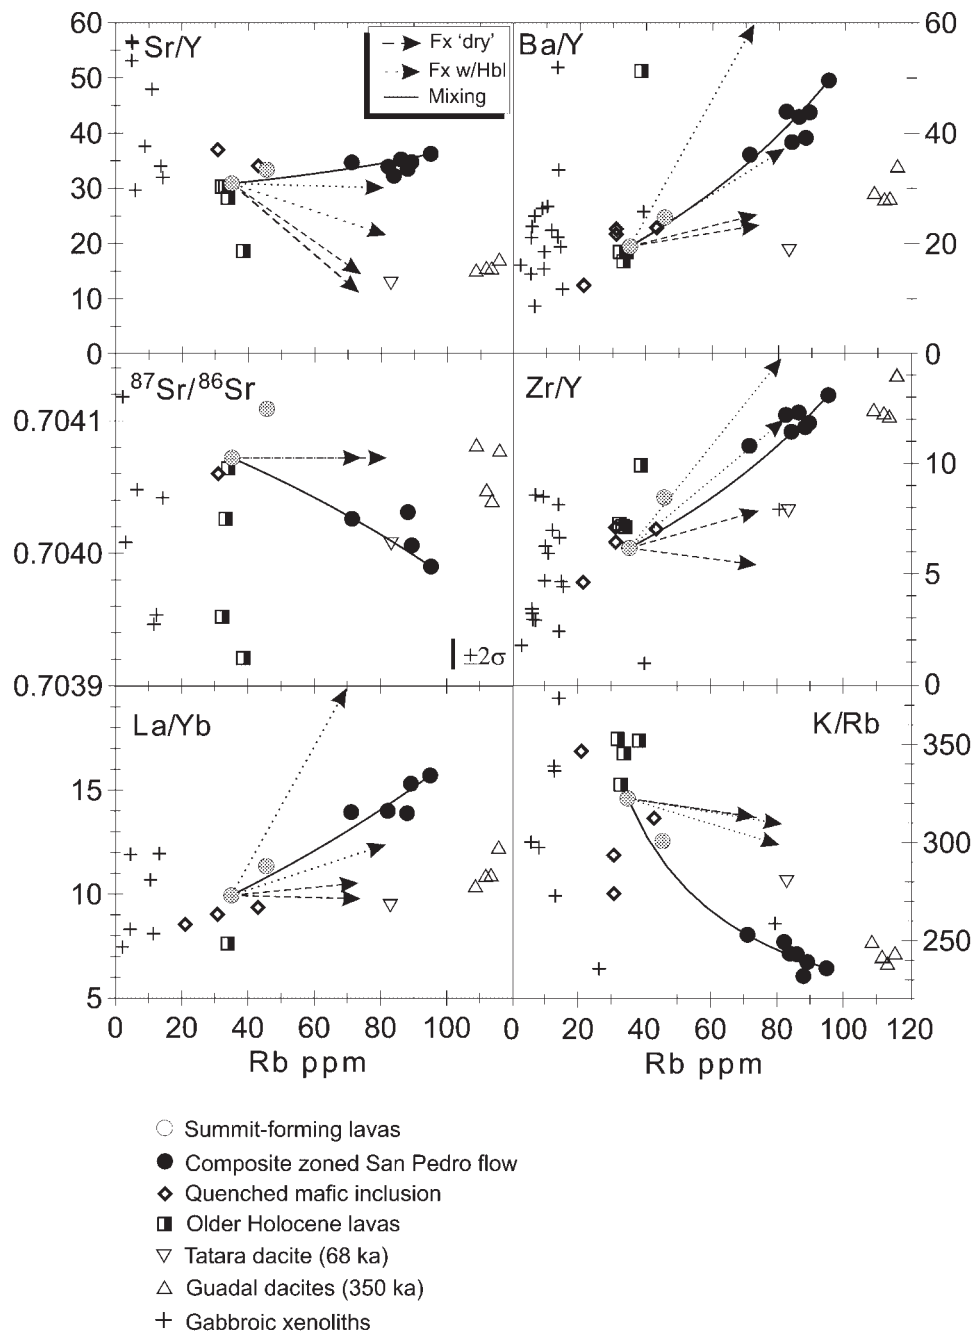 60
50
40
30
20
10
0
Sr/Y
Fx 'dry'
Fx w/Hbl
Mixing
Ba/Y
60
40
20
0
⁸⁷Sr/⁸⁶Sr
0.7041
0.7040
0.7039
±2σ
Zr/Y
10
5
0
La/Yb
15
10
5
0 20 40 60 80 100
Rb ppm
K/Rb
350
300
250
0 20 40 60 80 100 120
Rb ppm
Summit-forming lavas
Composite zoned San Pedro flow
Quenched mafic inclusion
Older Holocene lavas
Tatara dacite (68 ka)
Guadal dacites (350 ka)
Gabbroic xenoliths